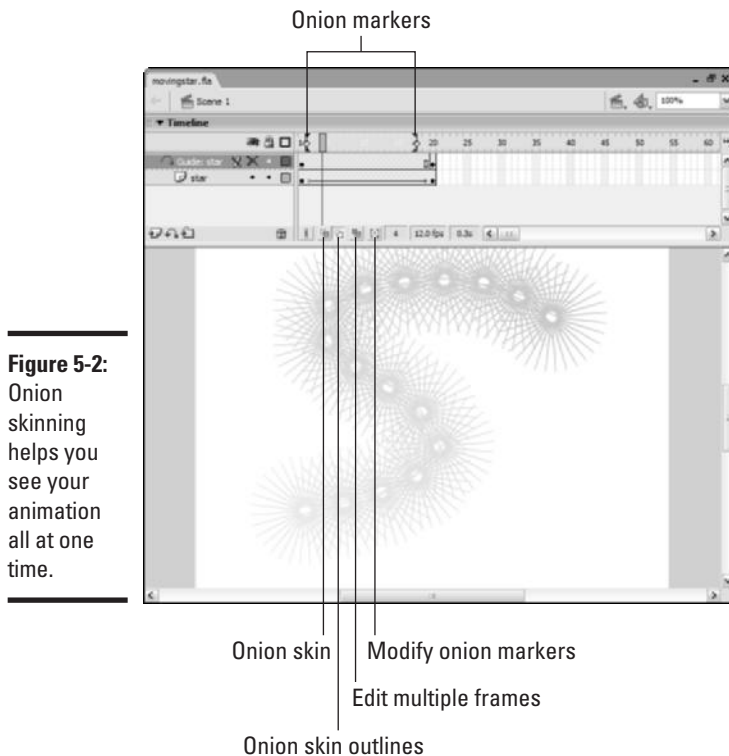 Onion markers
movingstar.fla
Scene 1
100%
Timeline
20 25 30 35 40 45 50 55 60
Guide: star
star
4 12.0 fps 0.3s
Figure 5-2:
Onion
skinning
helps you
see your
animation
all at one
time.
Onion skin
Modify onion markers
Edit multiple frames
Onion skin outlines